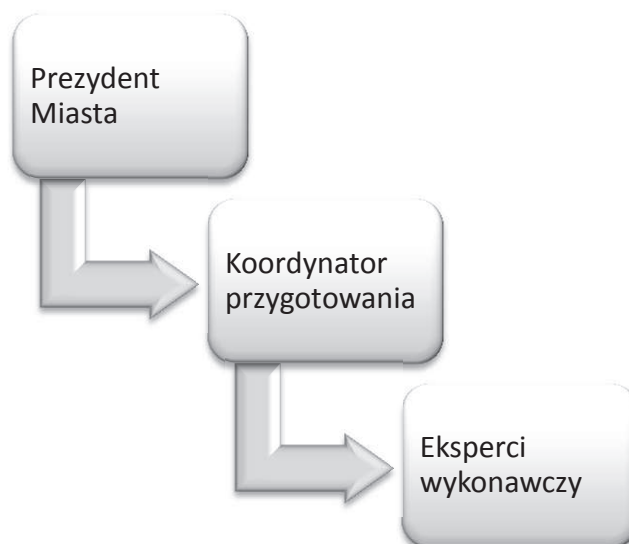 Prezydent
Miasta
Koordynator
przygotowania
Eksperci
wykonawczy